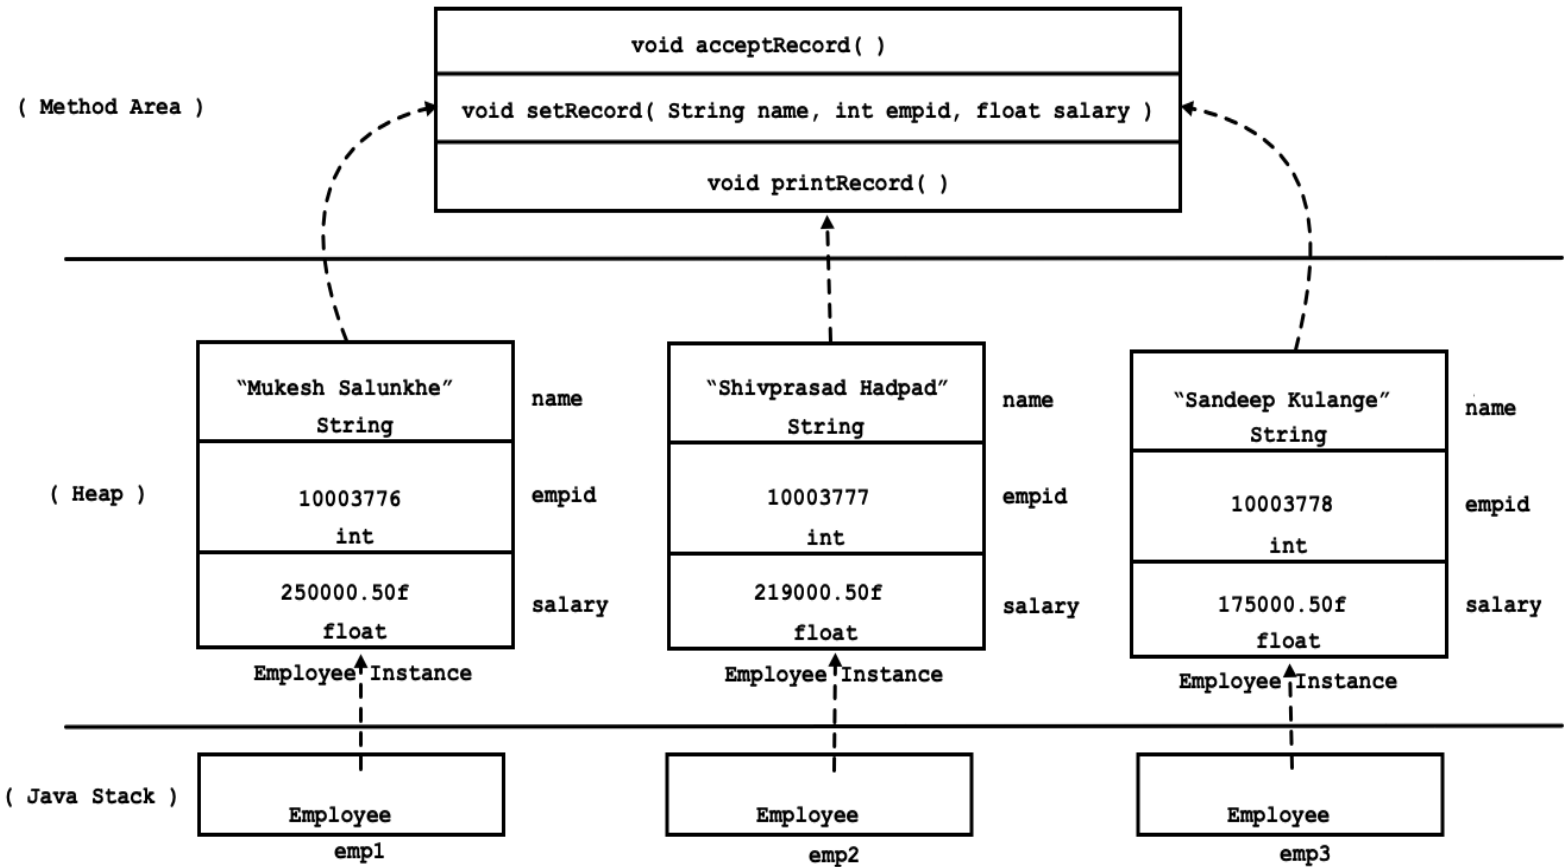 void acceptRecord( )
( Method Area )
void setRecord( String name, int empid, float salary )
void printRecord( )
“Mukesh Salunkhe”
String
name
10003776
int
empid
250000.50f
float
salary
Employee Instance
“Shivprasad Hadpad”
String
name
10003777
int
empid
219000.50f
float
salary
Employee Instance
“Sandeep Kulange”
String
name
10003778
int
empid
175000.50f
float
salary
Employee Instance
( Heap )
( Java Stack )
Employee
emp1
Employee
emp2
Employee
emp3